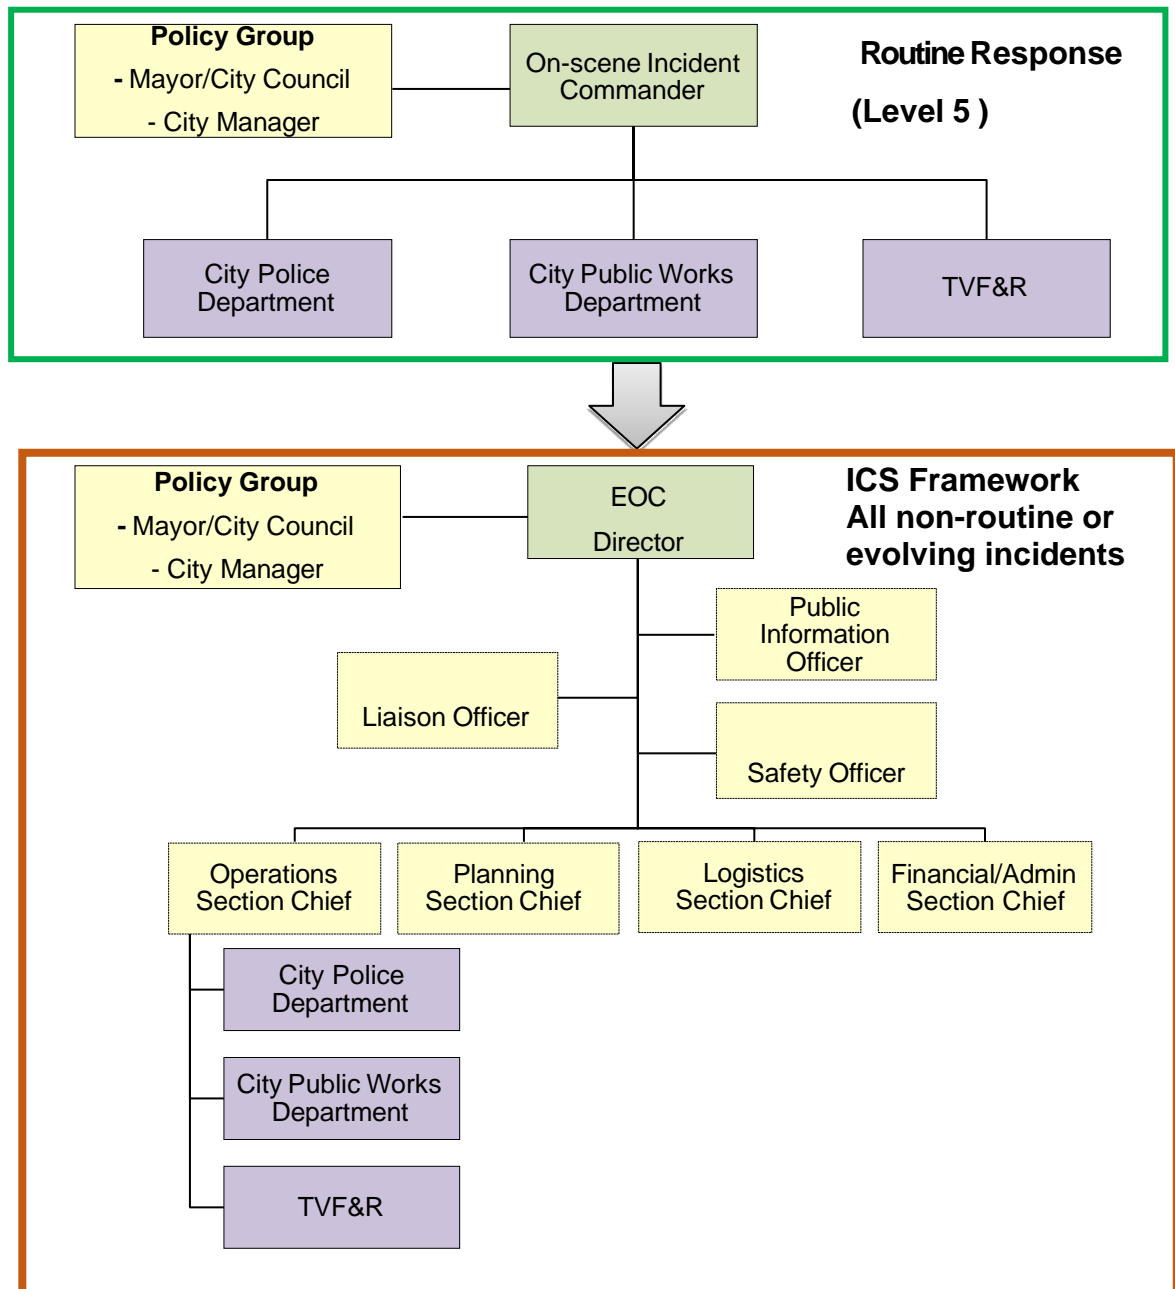 Policy Group
- Mayor/City Council
- City Manager
On-scene Incident
Commander
Routine Response
(Level 5 )
City Police
Department
City Public Works
Department
TVF&R
Policy Group
- Mayor/City Council
- City Manager
EOC
Director
ICS Framework
All non-routine or
evolving incidents
Public
Information
Officer
Liaison Officer
Safety Officer
Operations
Section Chief
Planning
Section Chief
Logistics
Section Chief
Financial/Admin
Section Chief
City Police
Department
City Public Works
Department
TVF&R